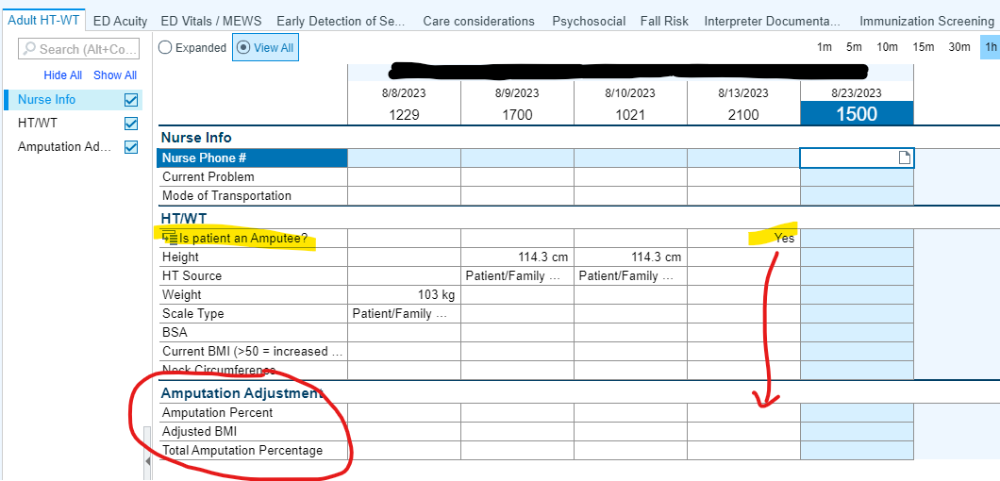 Adult HT-WT ED Acuity ED Vitals / MEWS Early Detection of Se... Care considerations Psychosocial Fall Risk Interpreter Documenta... Immunization Screening
Search (Alt+Co... Expanded View All 1m 5m 10m 15m 30m 1h
Hide All Show All
8/8/2023 8/9/2023 8/10/2023 8/13/2023 8/23/2023
1229 1700 1021 2100 1500
Nurse Info
HT/WT
Amputation Ad...
Nurse Info
Nurse Phone #
Current Problem
Mode of Transportation
HT/WT
Is patient an Amputee? Yes
Height 114.3 cm 114.3 cm
HT Source Patient/Family ... Patient/Family ...
Weight 103 kg
Scale Type Patient/Family ...
BSA
Current BMI (>50 = increased ...
Neck Circumference
Amputation Adjustment
Amputation Percent
Adjusted BMI
Total Amputation Percentage